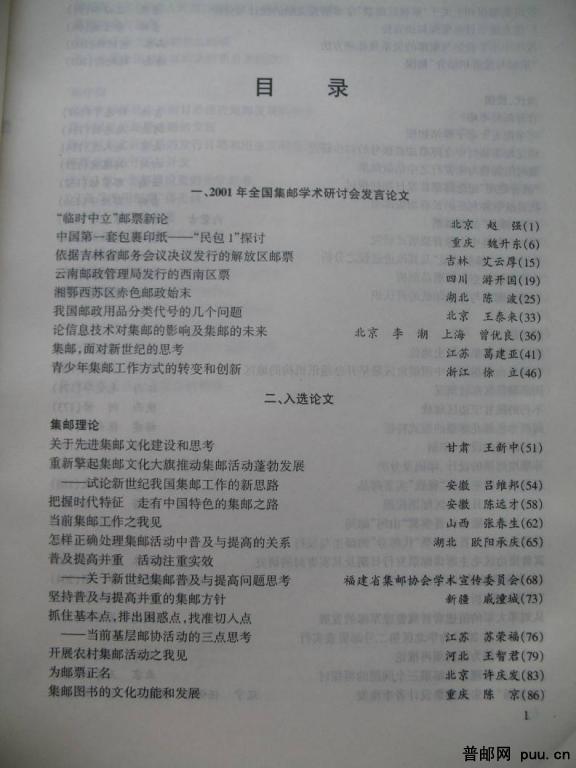 目 录
一、2001年全国集邮学术研讨会发言论文
“临时中立”邮票新论 北京 赵 强(1)
中国第一套包裹印纸——“民包1”探讨 重庆 魏开东(6)
依据吉林省邮务会议决议发行的解放区邮票 吉林 艾云厚(15)
云南邮政管理局发行的西南区票 四川 游开国(19)
湘鄂西苏区赤色邮政始末 湖北 陈 波(25)
我国邮政用品分类代号的几个问题 北京 王泰来(33)
论信息技术对集邮的影响及集邮的未来 北京 李 湖 上海 曾优良(36)
集邮,面对新世纪的思考 江苏 葛建亚(41)
青少年集邮工作方式的转变和创新 浙江 徐 立(46)
二、入选论文
集邮理论
关于先进集邮文化建设和思考 甘肃 王新中(51)
重新擎起集邮文化大旗推动集邮活动蓬勃发展
——试论新世纪我国集邮工作的新思路 安徽 吕维邦(54)
把握时代特征 走有中国特色的集邮之路 安徽 陈远才(58)
当前集邮工作之我见 山西 张春生(62)
怎样正确处理集邮活动中普及与提高的关系 湖北 欧阳承庆(65)
普及提高并重 活动注重实效
——关于新世纪集邮普及与提高问题思考 福建省集邮协会学术宣传委员会(68)
坚持普及与提高并重的集邮方针 新疆 戚潼城(73)
抓住基本点,排出困惑点,找准切入点
——当前基层邮协活动的三点思考 江苏 苏荣福(76)
开展农村集邮活动之我见 河北 王智君(79)
为邮票正名 北京 许庆发(83)
集邮图书的文化功能和发展 重庆 陈 京(86)
1
普邮网 puu.cn